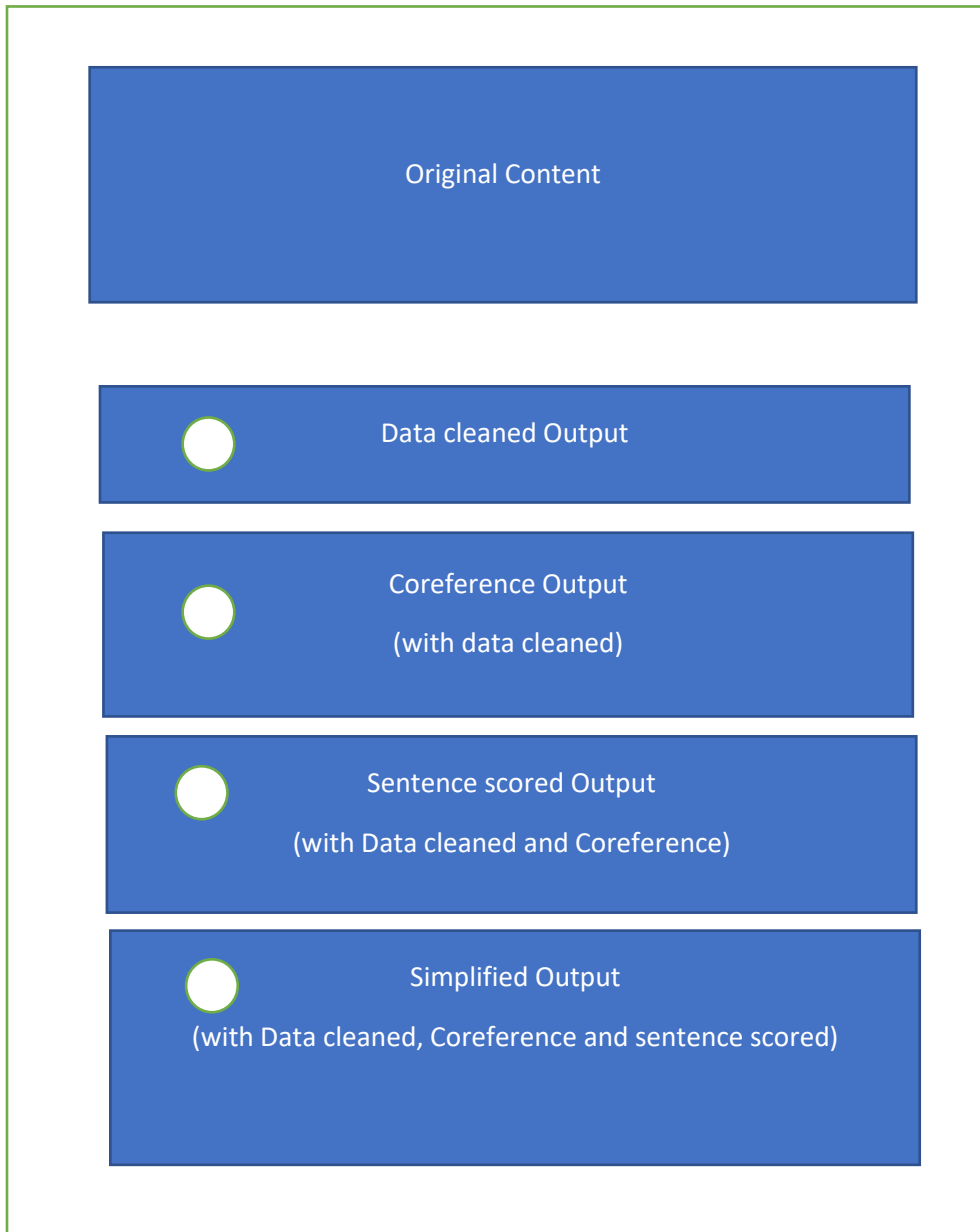 Original Content
Data cleaned Output
Coreference Output
(with data cleaned)
Sentence scored Output
(with Data cleaned and Coreference)
Simplified Output
(with Data cleaned, Coreference and sentence scored)